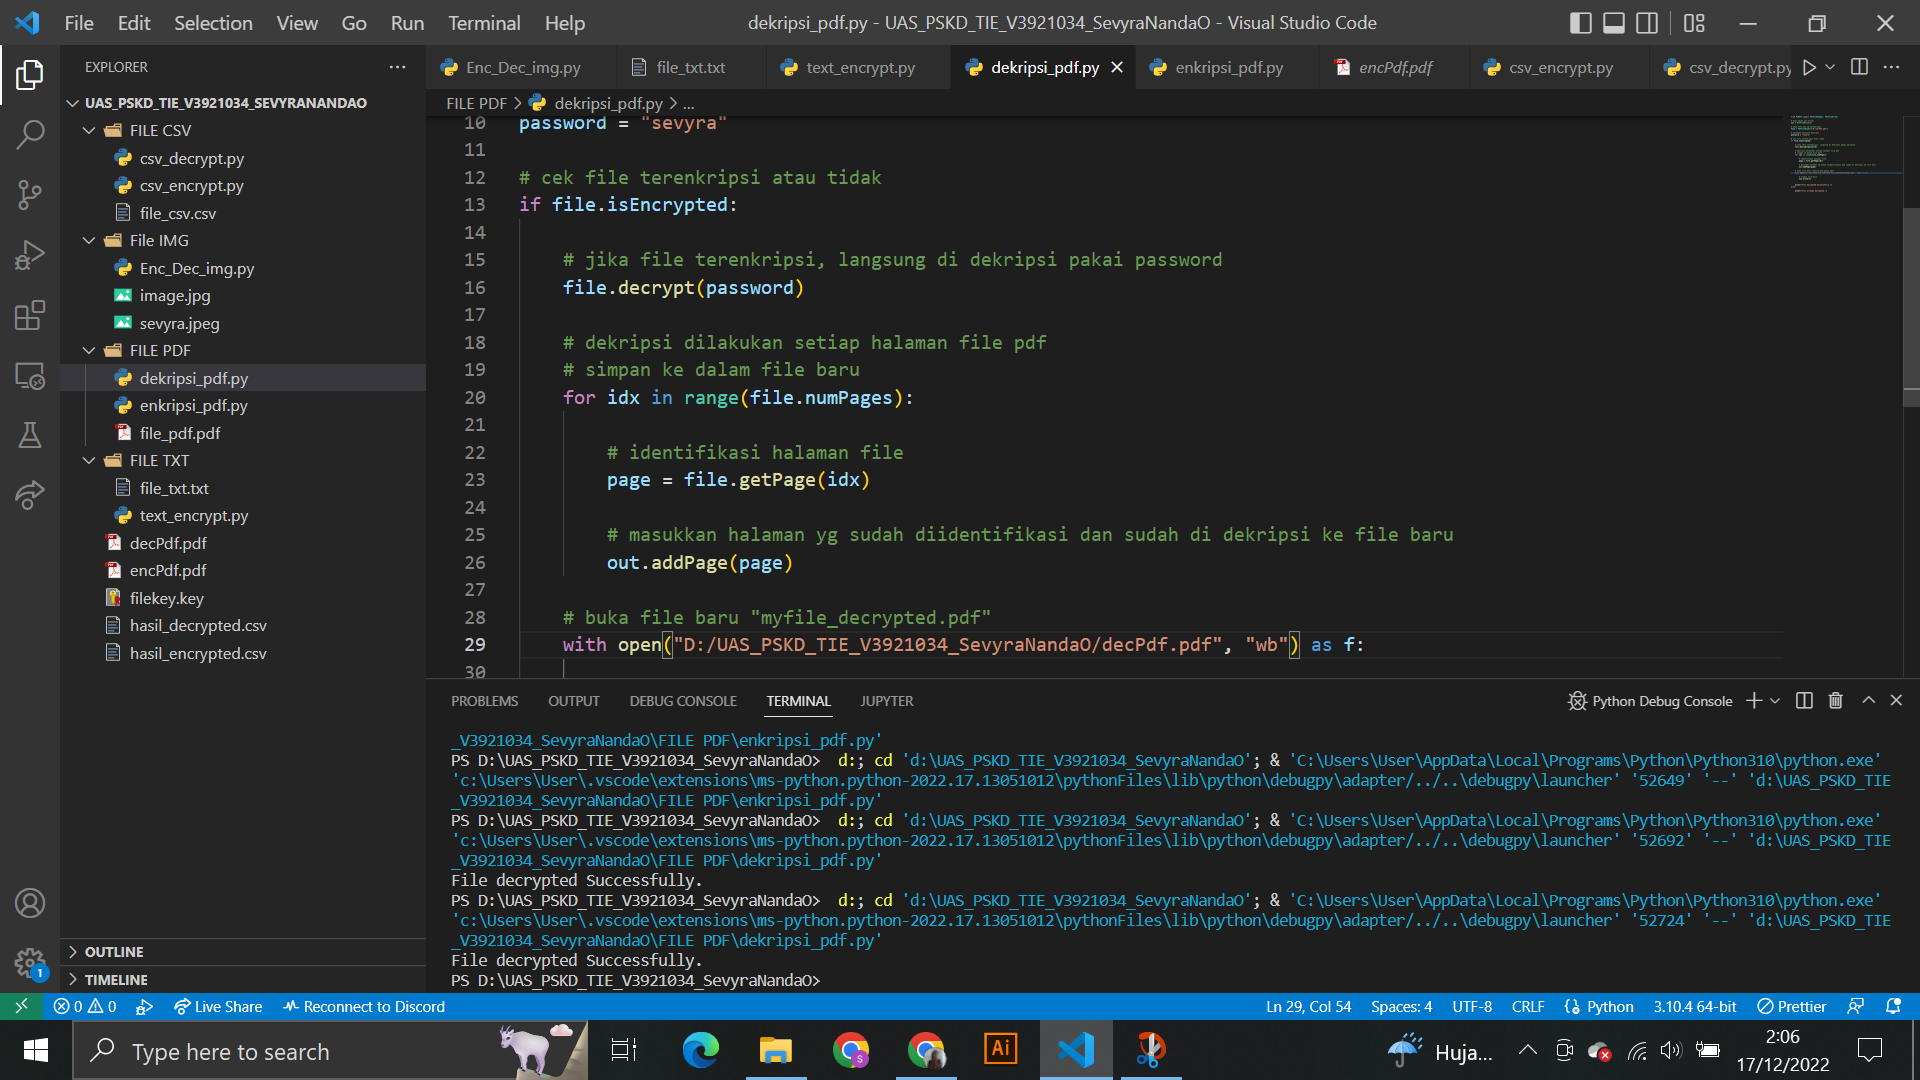 File Edit Selection View Go Run Terminal Help
dekripsi_pdf.py - UAS_PSKD_TIE_V3921034_SevyraNandaO - Visual Studio Code
EXPLORER
UAS_PSKD_TIE_V3921034_SEVYRANANDAO
FILE CSV
csv_decrypt.py
csv_encrypt.py
file_csv.csv
File IMG
Enc_Dec_img.py
image.jpg
sevyra.jpeg
FILE PDF
dekripsi_pdf.py
enkripsi_pdf.py
file_pdf.pdf
FILE TXT
file_txt.txt
text_encrypt.py
decPdf.pdf
encPdf.pdf
filekey.key
hasil_decrypted.csv
hasil_encrypted.csv
OUTLINE
TIMELINE
1
Enc_Dec_img.py file_txt.txt text_encrypt.py dekripsi_pdf.py enkripsi_pdf.py encPdf.pdf csv_encrypt.py csv_decrypt.py
FILE PDF > dekripsi_pdf.py > ...
10 password = "sevyra"
11
12 # cek file terenkripsi atau tidak
13 if file.isEncrypted:
14
15 # jika file terenkripsi, langsung di dekripsi pakai password
16 file.decrypt(password)
17
18 # dekripsi dilakukan setiap halaman file pdf
19 # simpan ke dalam file baru
20 for idx in range(file.numPages):
21
22 # identifikasi halaman file
23 page = file.getPage(idx)
24
25 # masukkan halaman yg sudah diidentifikasi dan sudah di dekripsi ke file baru
26 out.addPage(page)
27
28 # buka file baru "myfile_decrypted.pdf"
29 with open("D:/UAS_PSKD_TIE_V3921034_SevyraNandaO/decPdf.pdf", "wb") as f:
30
PROBLEMS OUTPUT DEBUG CONSOLE TERMINAL JUPYTER
Python Debug Console
_V3921034_SevyraNandaO\FILE PDF\enkripsi_pdf.py'
PS D:\UAS_PSKD_TIE_V3921034_SevyraNandaO> d:; cd 'd:\UAS_PSKD_TIE_V3921034_SevyraNandaO'; & 'C:\Users\User\AppData\Local\Programs\Python\Python310\python.exe'
'c:\Users\User\.vscode\extensions\ms-python.python-2022.17.13051012\pythonFiles\lib\python\debugpy\adapter/../..\debugpy\launcher' '52649' '--' 'd:\UAS_PSKD_TIE
_V3921034_SevyraNandaO\FILE PDF\enkripsi_pdf.py'
PS D:\UAS_PSKD_TIE_V3921034_SevyraNandaO> d:; cd 'd:\UAS_PSKD_TIE_V3921034_SevyraNandaO'; & 'C:\Users\User\AppData\Local\Programs\Python\Python310\python.exe'
'c:\Users\User\.vscode\extensions\ms-python.python-2022.17.13051012\pythonFiles\lib\python\debugpy\adapter/../..\debugpy\launcher' '52692' '--' 'd:\UAS_PSKD_TIE
_V3921034_SevyraNandaO\FILE PDF\dekripsi_pdf.py'
File decrypted Successfully.
PS D:\UAS_PSKD_TIE_V3921034_SevyraNandaO> d:; cd 'd:\UAS_PSKD_TIE_V3921034_SevyraNandaO'; & 'C:\Users\User\AppData\Local\Programs\Python\Python310\python.exe'
'c:\Users\User\.vscode\extensions\ms-python.python-2022.17.13051012\pythonFiles\lib\python\debugpy\adapter/../..\debugpy\launcher' '52724' '--' 'd:\UAS_PSKD_TIE
_V3921034_SevyraNandaO\FILE PDF\dekripsi_pdf.py'
File decrypted Successfully.
PS D:\UAS_PSKD_TIE_V3921034_SevyraNandaO>
0 0 Live Share Reconnect to Discord
Ln 29, Col 54 Spaces: 4 UTF-8 CRLF Python 3.10.4 64-bit Prettier
Type here to search
Ai
Huja...
2:06
17/12/2022